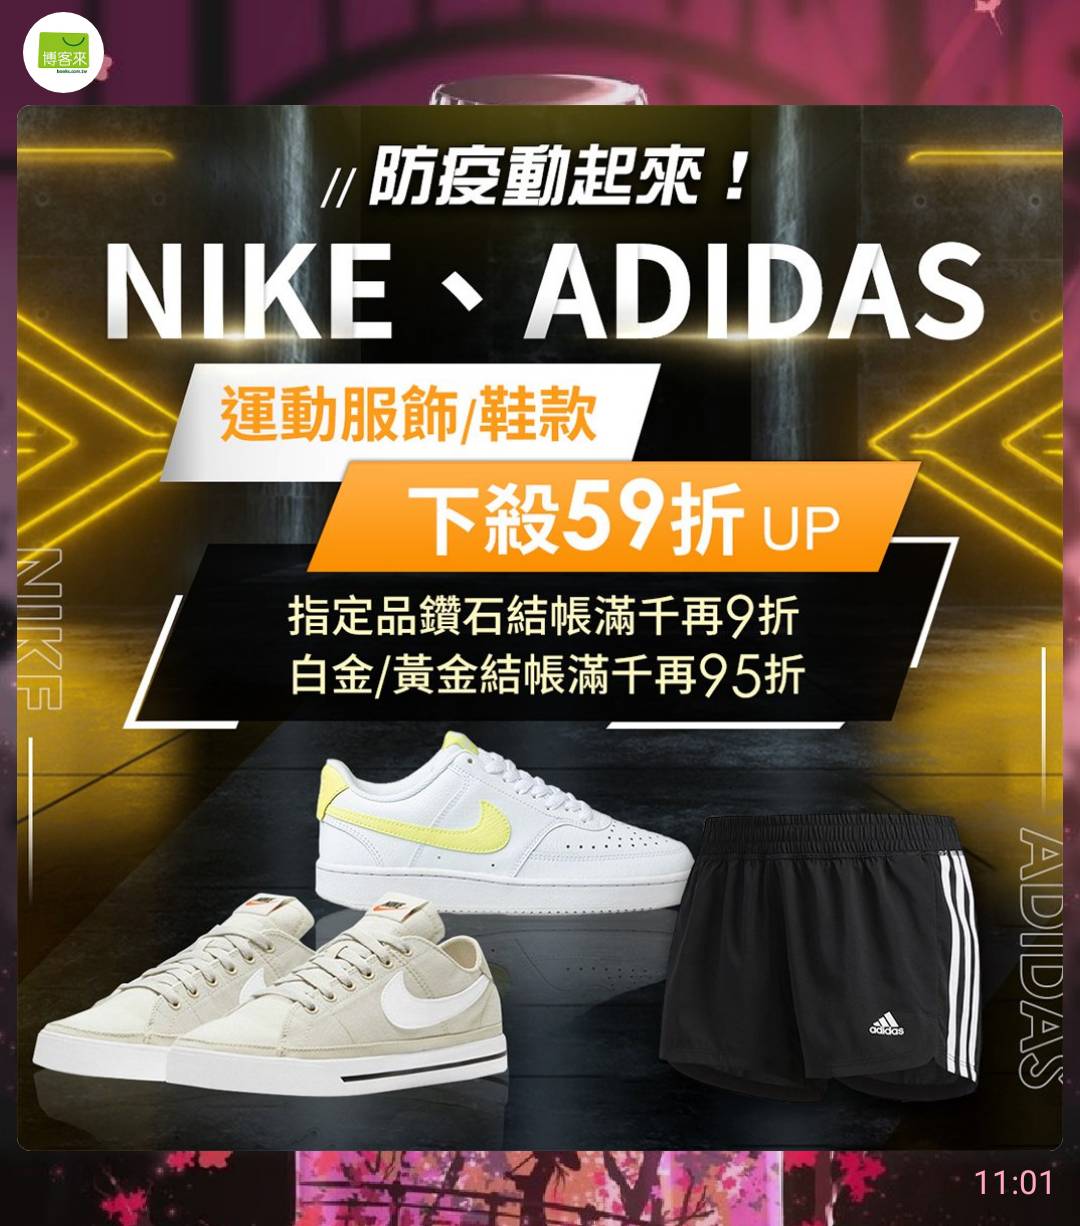 博客來
books.com.tw
// 防疫動起來！
NIKE、ADIDAS
運動服飾/鞋款
下殺59折 UP
指定品鑽石結帳滿千再9折
白金/黃金結帳滿千再95折
NIKE
ADIDAS
NIKE
NIKE
adidas
11:01